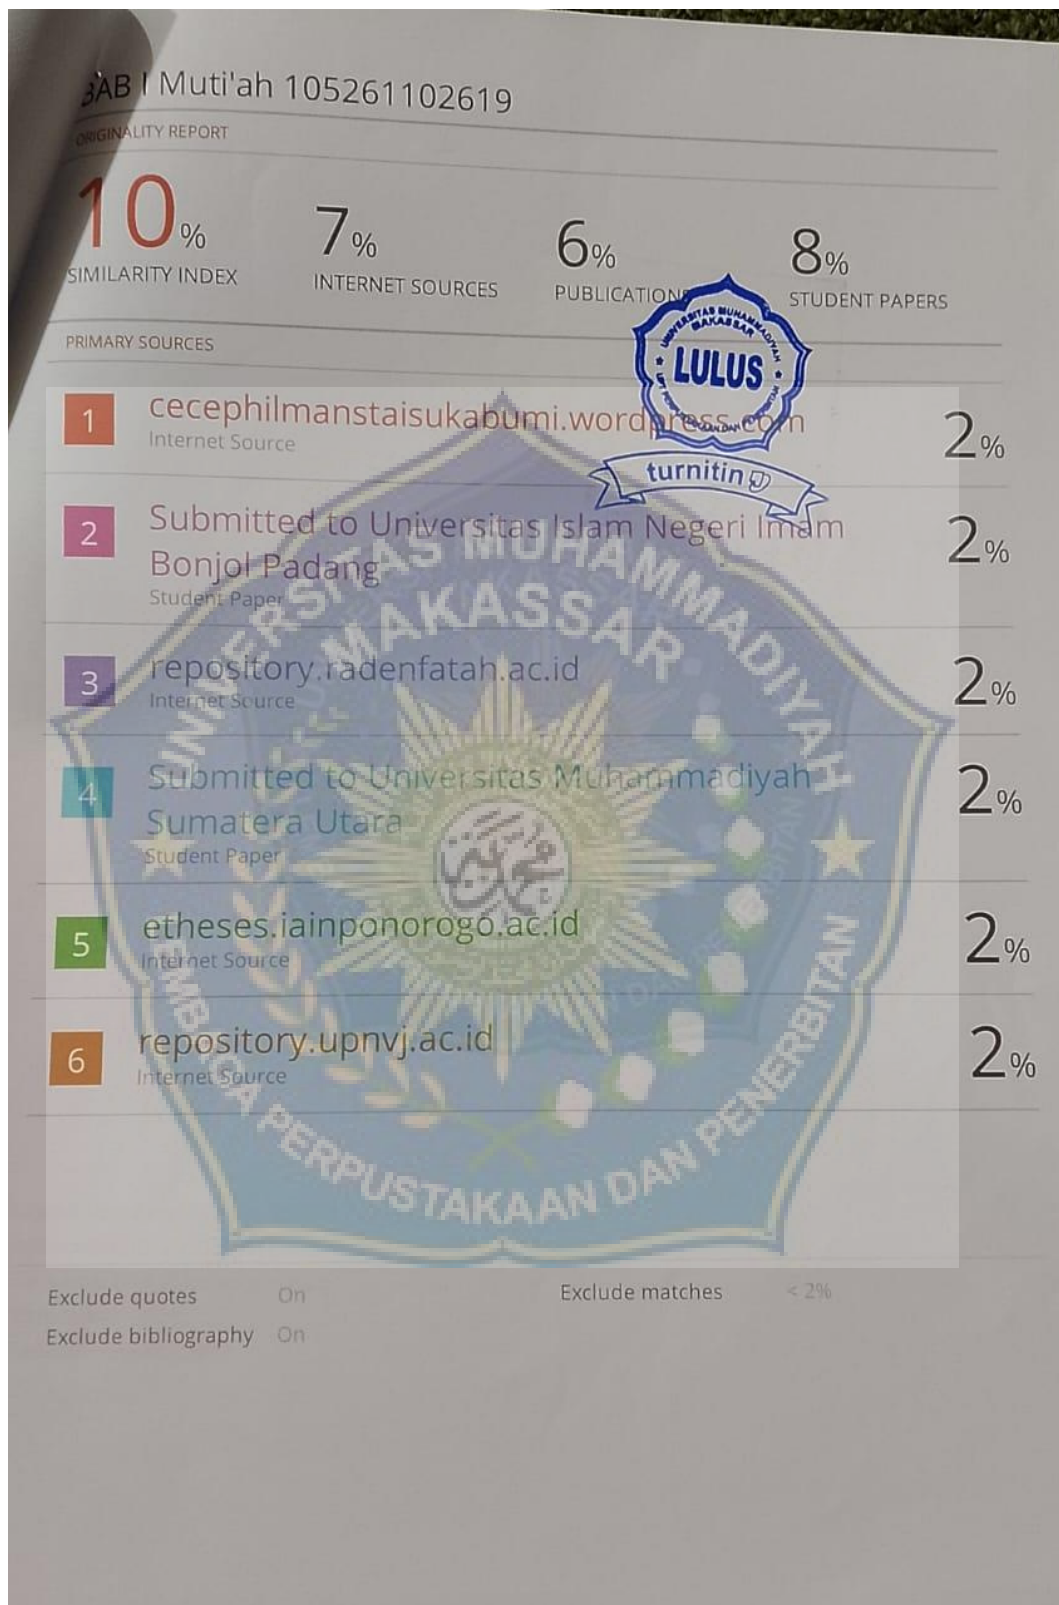 BAB I Muti'ah 105261102619
ORIGINALITY REPORT
10%
SIMILARITY INDEX
7%
INTERNET SOURCES
6%
PUBLICATIONS
8%
STUDENT PAPERS
PRIMARY SOURCES
UNIVERSITAS MUHAMMADIYAH
MAKASSAR
LULUS
turnitin
1 cecephilmanstaisukabumi.wordpress.com 2%
Internet Source
2 Submitted to Universitas Islam Negeri Imam Bonjol Padang 2%
Student Paper
3 repository.radenfatah.ac.id 2%
Internet Source
4 Submitted to Universitas Muhammadiyah Sumatera Utara 2%
Student Paper
5 etheses.iainponorogo.ac.id 2%
Internet Source
6 repository.upnvj.ac.id 2%
Internet Source
UNIVERSITAS MUHAMMADIYAH
MAKASSAR
LEMBAGA PERPUSTAKAAN DAN PENERBITAN
Exclude quotes On
Exclude matches < 2%
Exclude bibliography On